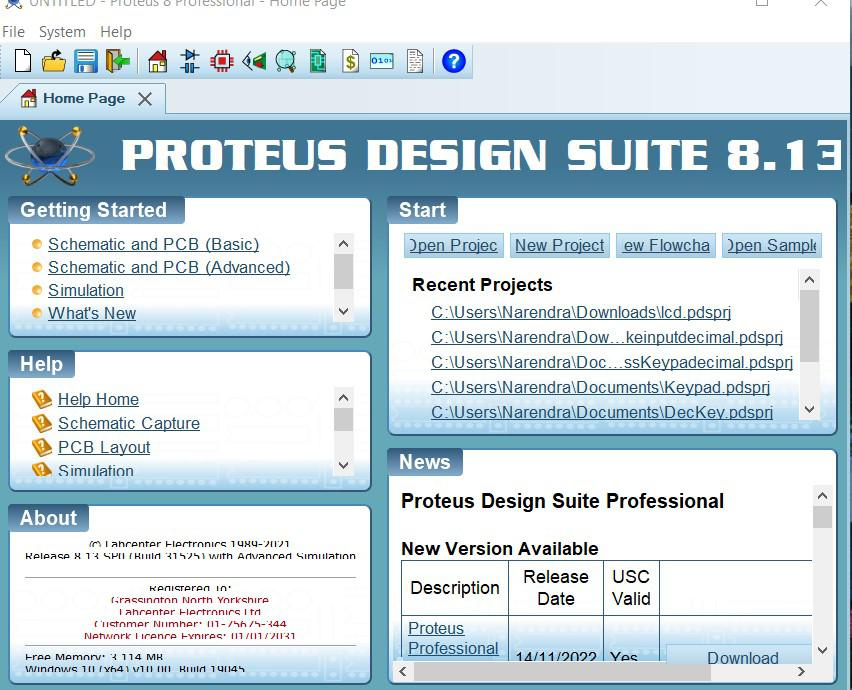 UNTITLED - Proteus 8 Professional - Home Page
File System Help
Home Page
PROTEUS DESIGN SUITE 8.13
Getting Started
Schematic and PCB (Basic)
Schematic and PCB (Advanced)
Simulation
What's New
Help
Help Home
Schematic Capture
PCB Layout
Simulation
About
© Labcenter Electronics 1989-2021
Release 8.13 SP0 (Build 31525) with Advanced Simulation
Registered To:
Grassington North Yorkshire
Labcenter Electronics Ltd
Customer Number: 01-75675-344
Network Licence Expires: 01/01/2031
Free Memory: 3,114 MB
Windows 10 (x64) v10.00, Build 19045
Start
Open Projec New Project ew Flowcha Open Sample
Recent Projects
C:\Users\Narendra\Downloads\lcd.pdsprj
C:\Users\Narendra\Dow...keinputdecimal.pdsprj
C:\Users\Narendra\Doc...ssKeypadecimal.pdsprj
C:\Users\Narendra\Documents\Keypad.pdsprj
C:\Users\Narendra\Documents\DecKey.pdsprj
News
Proteus Design Suite Professional
New Version Available
Description Release Date USC Valid
Proteus
Professional 14/11/2022 Yes Download